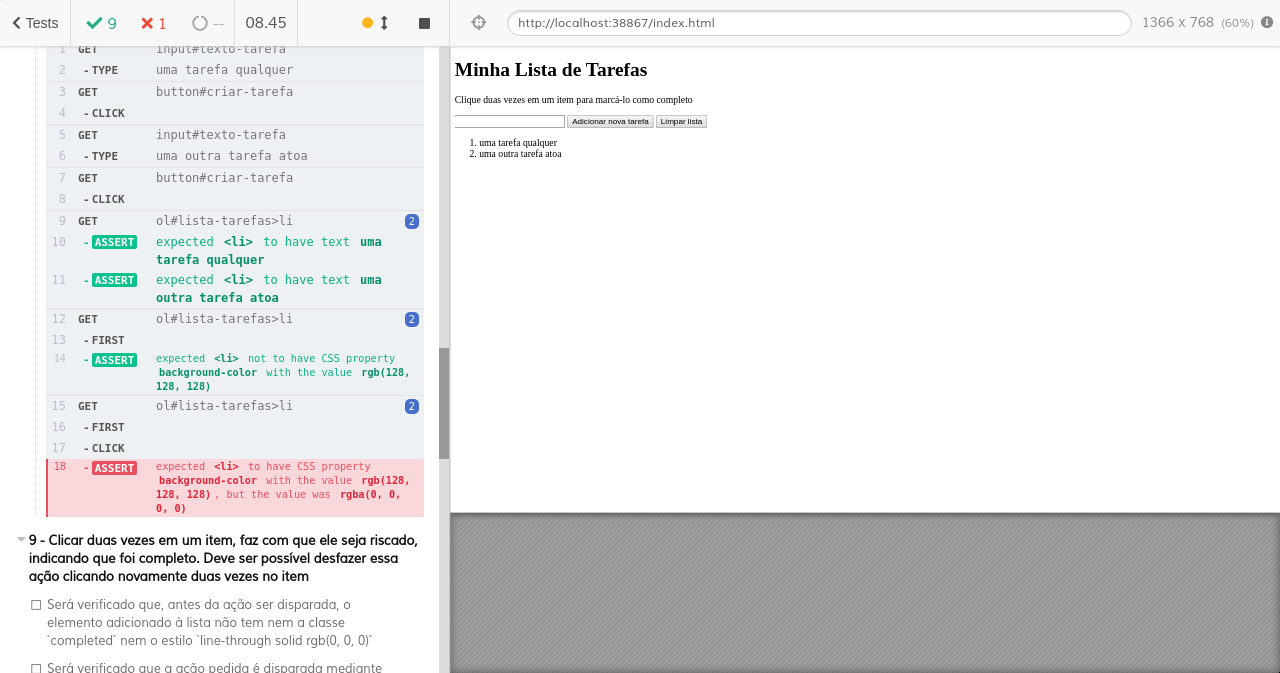 Tests 9 1 -- 08.45 http://localhost:38867/index.html 1366 x 768 (60%)
1 GET input#texto-tarefa
2 - TYPE uma tarefa qualquer
3 GET button#criar-tarefa
4 - CLICK
5 GET input#texto-tarefa
6 - TYPE uma outra tarefa atoa
7 GET button#criar-tarefa
8 - CLICK
9 GET ol#lista-tarefas>li 2
10 - ASSERT expected <li> to have text uma
tarefa qualquer
11 - ASSERT expected <li> to have text uma
outra tarefa atoa
12 GET ol#lista-tarefas>li 2
13 - FIRST
14 - ASSERT expected <li> not to have CSS property
background-color with the value rgb(128,
128, 128)
15 GET ol#lista-tarefas>li 2
16 - FIRST
17 - CLICK
18 - ASSERT expected <li> to have CSS property
background-color with the value rgb(128,
128, 128) , but the value was rgba(0, 0,
0, 0)
9 - Clicar duas vezes em um item, faz com que ele seja riscado,
indicando que foi completo. Deve ser possível desfazer essa
ação clicando novamente duas vezes no item
Será verificado que, antes da ação ser disparada, o
elemento adicionado à lista não tem nem a classe
`completed` nem o estilo `line-through solid rgb(0, 0, 0)`
Será verificado que a ação pedida é disparada mediante
Minha Lista de Tarefas
Clique duas vezes em um item para marcá-lo como completo
Adicionar nova tarefa Limpar lista
1. uma tarefa qualquer
2. uma outra tarefa atoa